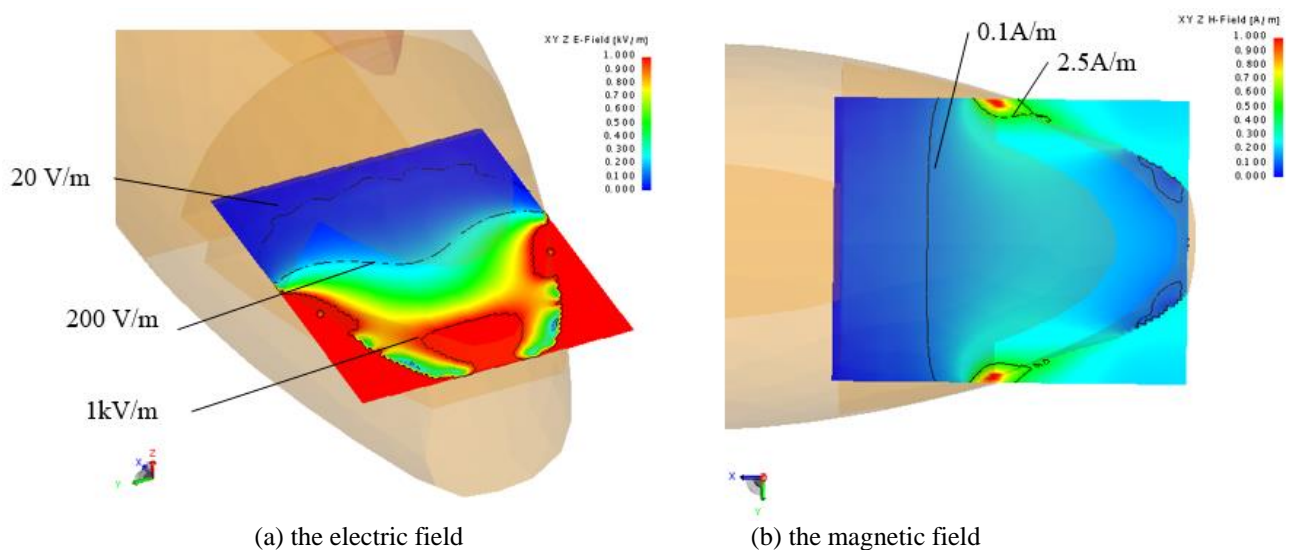 XY Z E-Field [kV/m]
1.000
0.900
0.800
0.700
0.600
0.500
0.400
0.300
0.200
0.100
0.000
20 V/m
200 V/m
1kV/m
X
Y
Z
(a) the electric field
XY Z H-Field [A/m]
1.000
0.900
0.800
0.700
0.600
0.500
0.400
0.300
0.200
0.100
0.000
0.1A/m
2.5A/m
X
Y
(b) the magnetic field